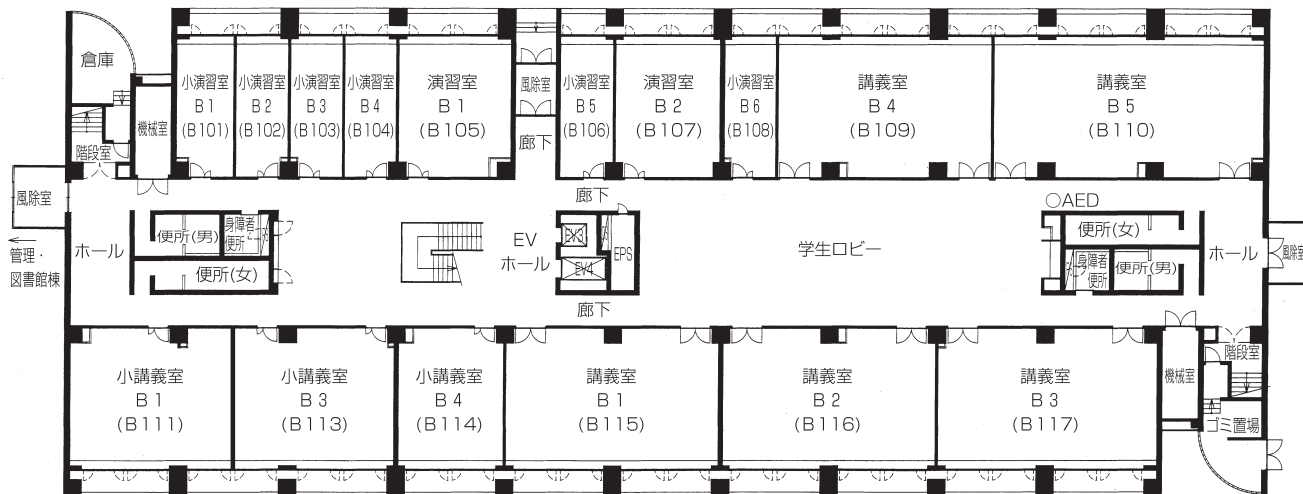 倉庫
機械室
階段室
風除室
管理・
図書館棟
小演習室
B1
(B101)
小演習室
B2
(B102)
小演習室
B3
(B103)
小演習室
B4
(B104)
演習室
B1
(B105)
風除室
廊下
小演習室
B5
(B106)
演習室
B2
(B107)
小演習室
B6
(B108)
講義室
B4
(B109)
講義室
B5
(B110)
廊下
○AED
ホール
便所(男)
身障者
便所
便所(女)
EV
ホール
EV3
EV4
EPS
学生ロビー
便所(女)
身障者
便所
便所(男)
ホール
風除室
廊下
小講義室
B1
(B111)
小講義室
B3
(B113)
小講義室
B4
(B114)
講義室
B1
(B115)
講義室
B2
(B116)
講義室
B3
(B117)
機械室
階段室
ゴミ置場